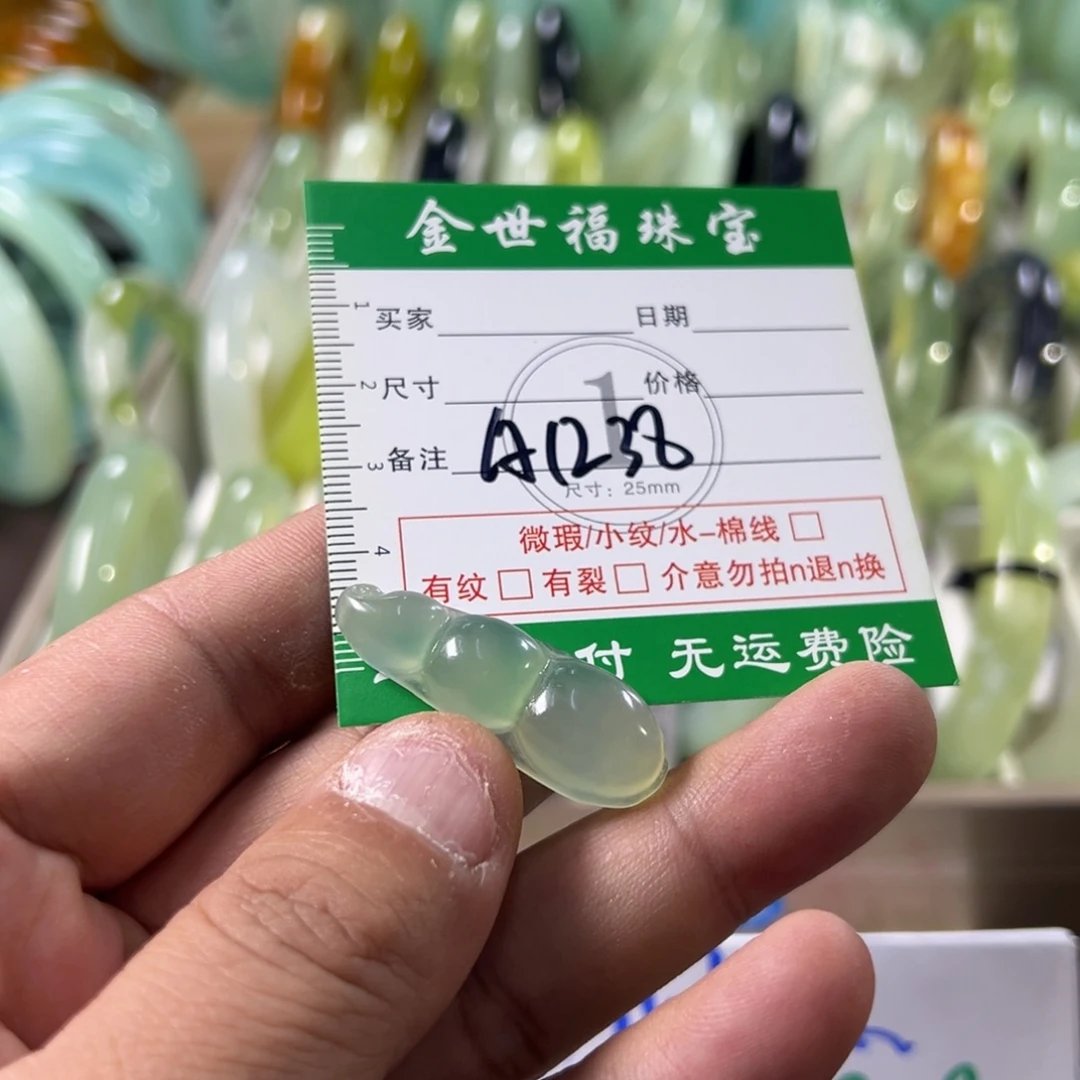 金世福珠宝
买家 日期
1
尺寸 价格
2
1
备注 A1238
3
尺寸：25mm
微瑕/小纹/水-棉线 □
4
有纹 □ 有裂 □ 介意勿拍n退n换
付 无运费险